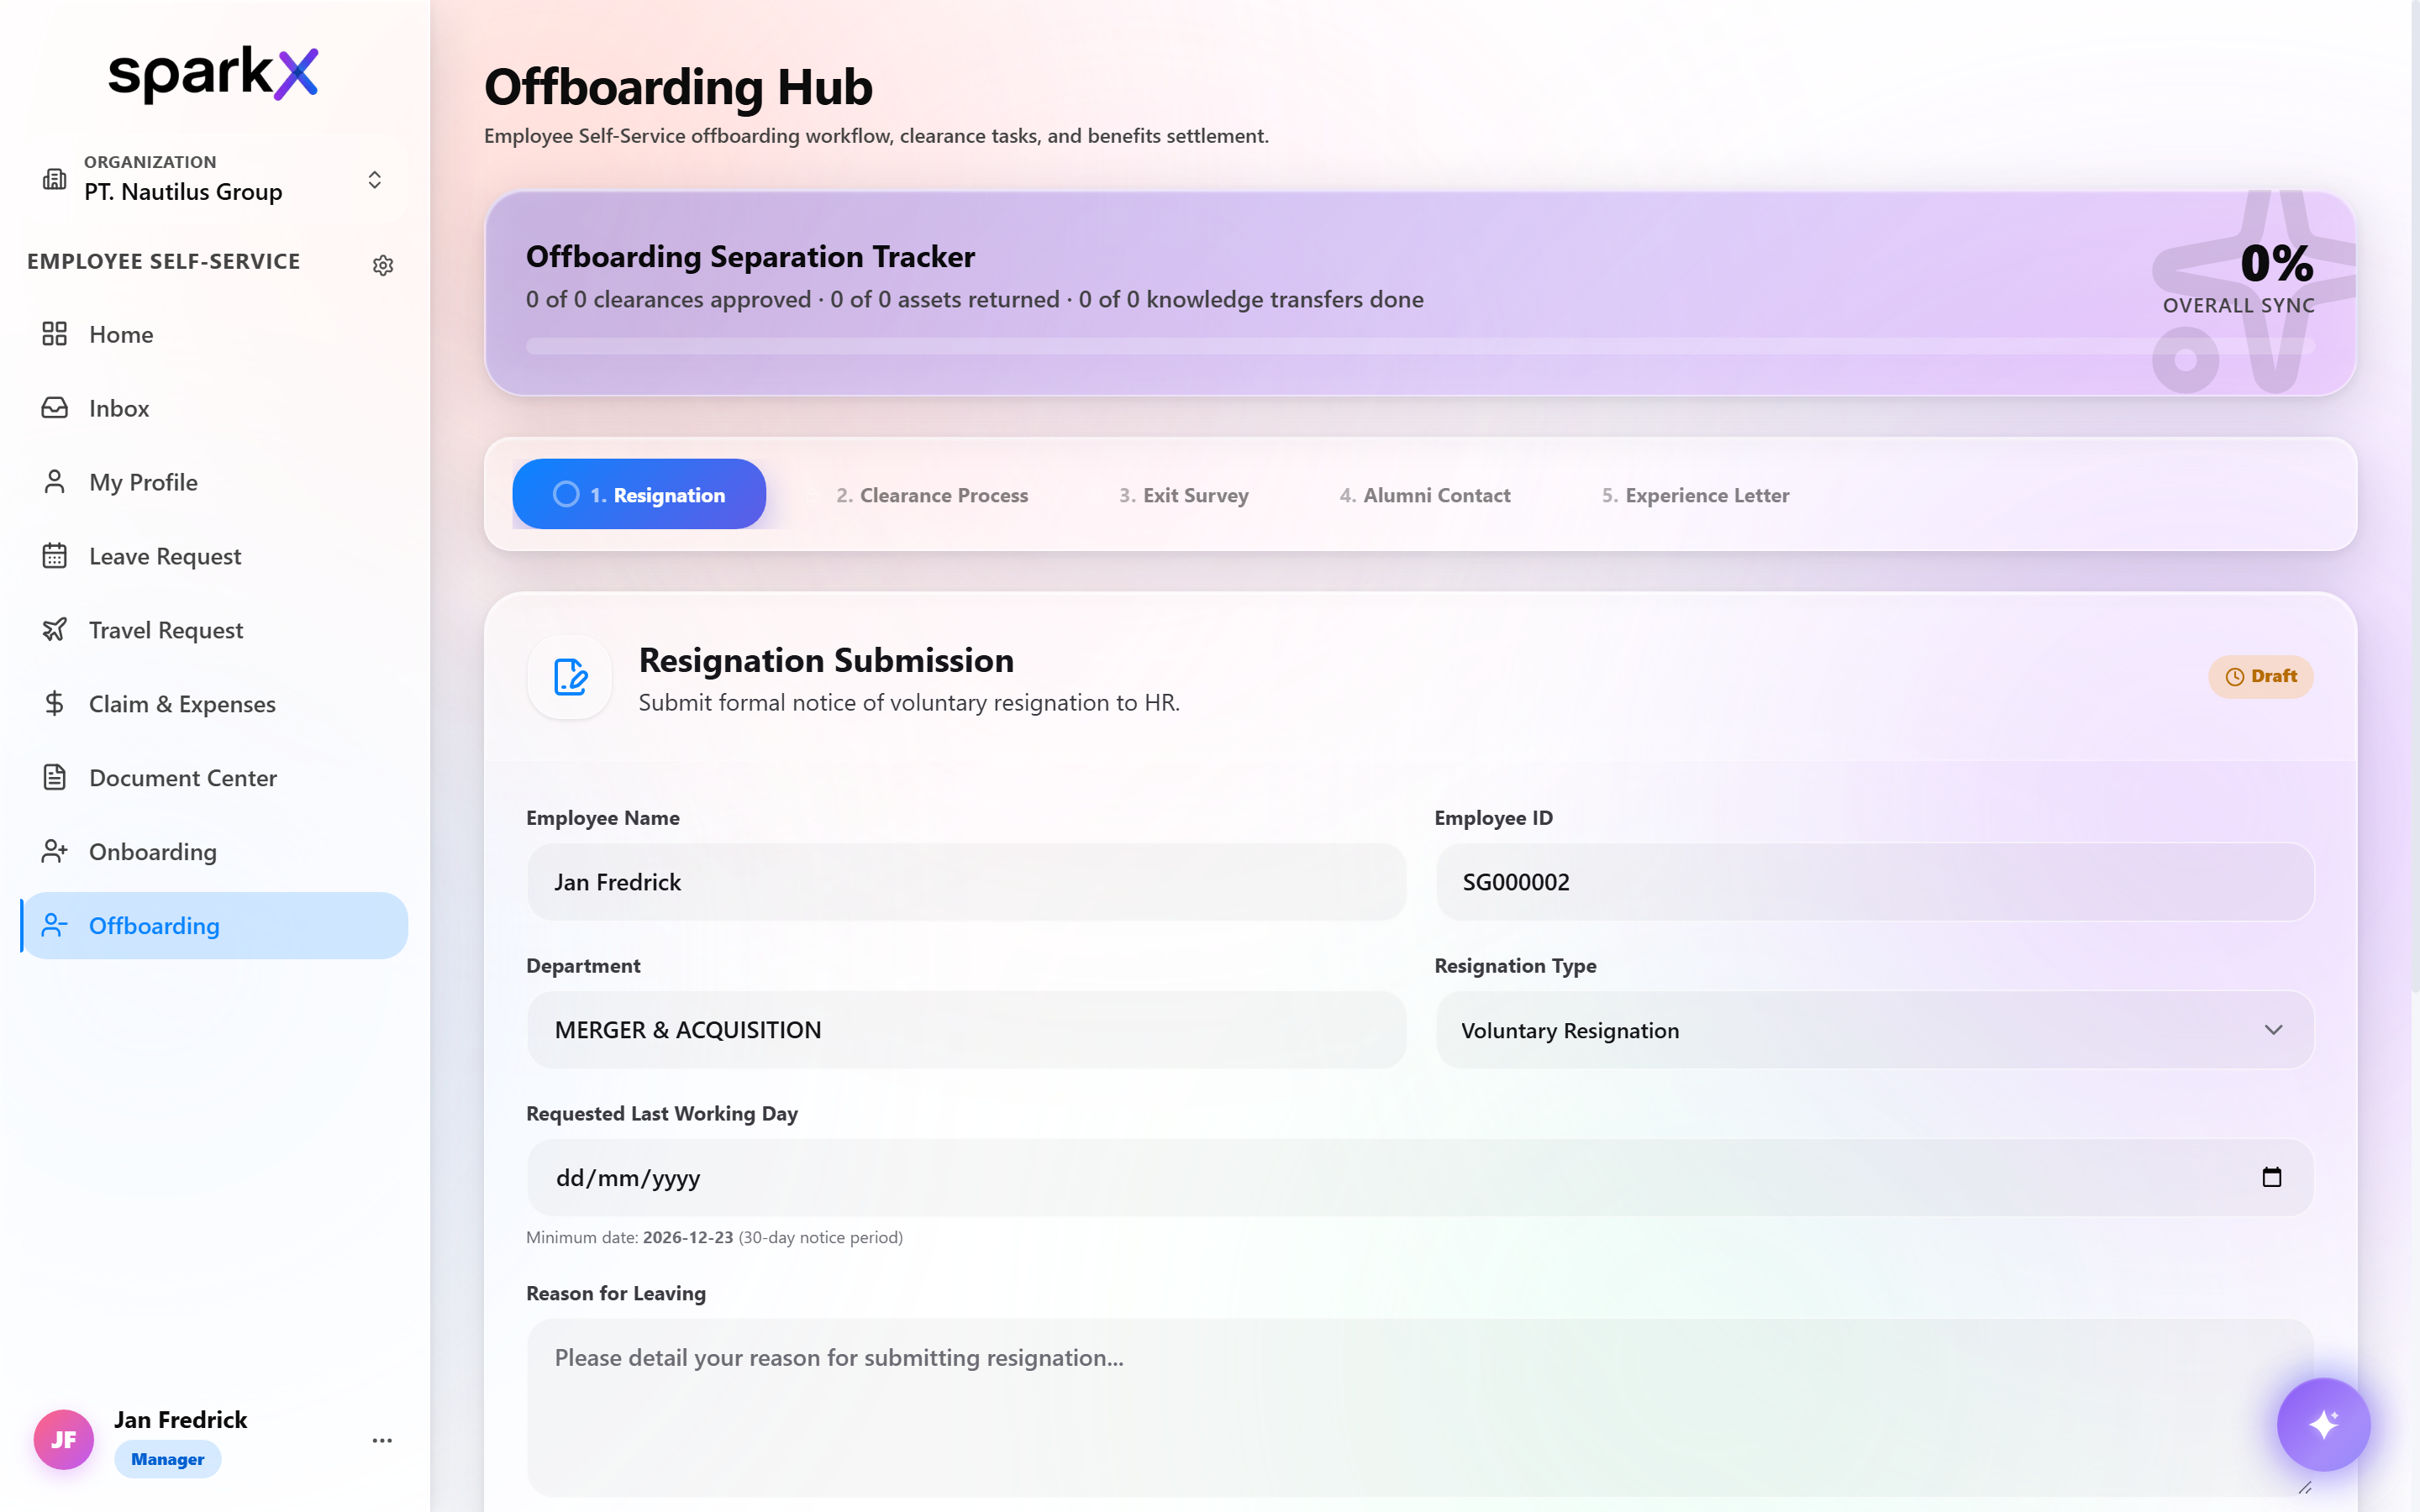 sparkX
ORGANIZATION
PT. Nautilus Group
EMPLOYEE SELF-SERVICE
Home
Inbox
My Profile
Leave Request
Travel Request
Claim & Expenses
Document Center
Onboarding
Offboarding
JF
Jan Fredrick
Manager
Offboarding Hub
Employee Self-Service offboarding workflow, clearance tasks, and benefits settlement.
Offboarding Separation Tracker
0 of 0 clearances approved · 0 of 0 assets returned · 0 of 0 knowledge transfers done
0%
OVERALL SYNC
1. Resignation
2. Clearance Process
3. Exit Survey
4. Alumni Contact
5. Experience Letter
Resignation Submission
Submit formal notice of voluntary resignation to HR.
Draft
Employee Name
Jan Fredrick
Employee ID
SG000002
Department
MERGER & ACQUISITION
Resignation Type
Voluntary Resignation
Requested Last Working Day
dd/mm/yyyy
Minimum date: 2026-12-23 (30-day notice period)
Reason for Leaving
Please detail your reason for submitting resignation...